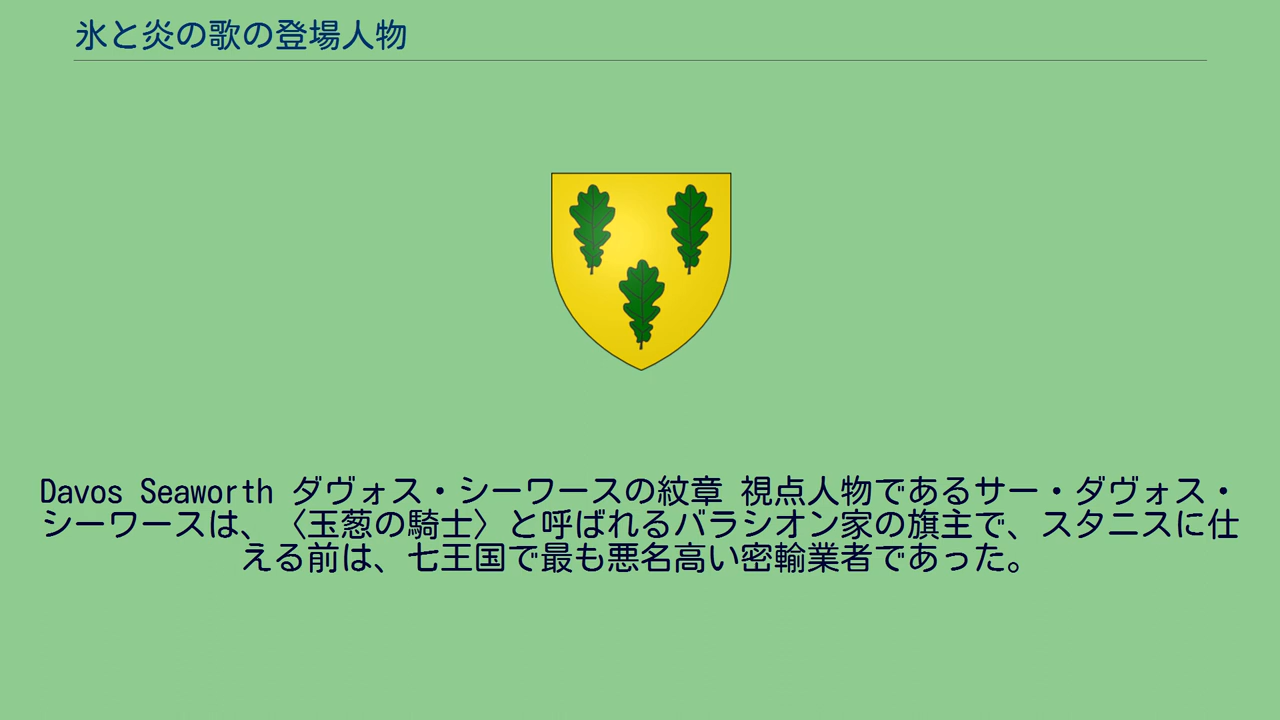 氷と炎の歌の登場人物
Davos Seaworth ダヴォス・シーワースの紋章 視点人物であるサー・ダヴォス・
シーワースは、〈玉葱の騎士〉と呼ばれるバラシオン家の旗主で、スタニスに仕
える前は、七王国で最も悪名高い密輸業者であった。